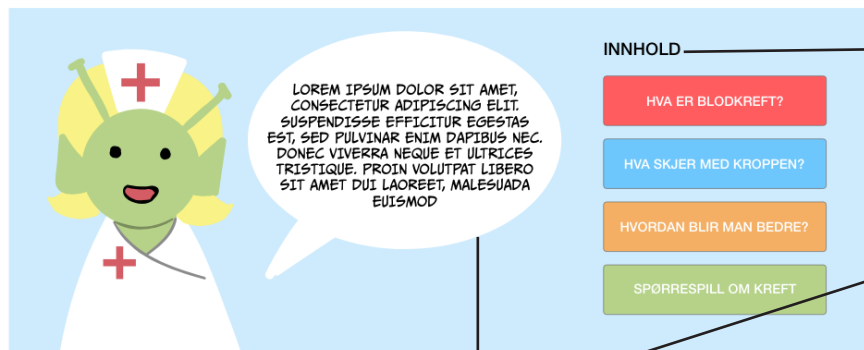 LOREM IPSUM DOLOR SIT AMET,
CONSECTETUR ADIPISCING ELIT.
SUSPENDISSE EFFICITUR EGESTAS
EST, SED PULVINAR ENIM DAPIBUS NEC.
DONEC VIVERRA NEQUE ET ULTRICES
TRISTIQUE. PROIN VOLUTPAT LIBERO
SIT AMET DUI LAOREET, MALESUADA
EUISMOD
INNHOLD
HVA ER BLODKREFT?
HVA SKJER MED KROPPEN?
HVORDAN BLIR MAN BEDRE?
SPØRRESPILL OM KREFT